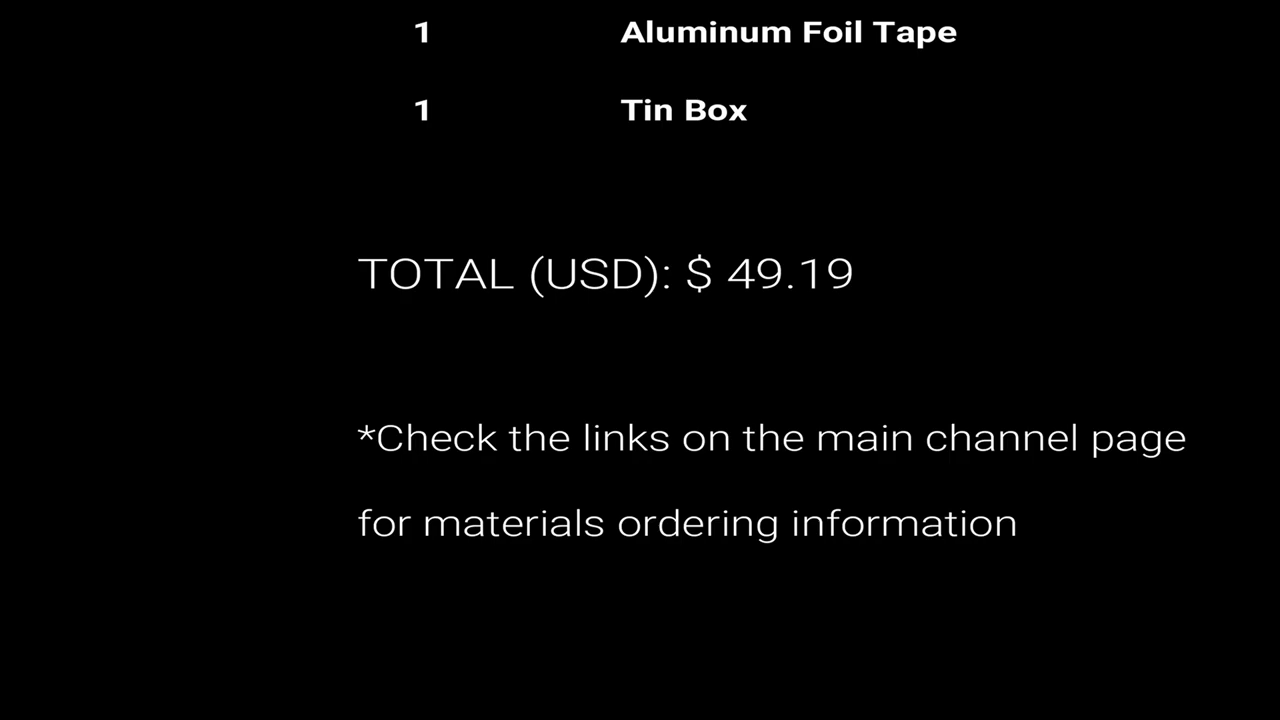 1 Aluminum Foil Tape
1 Tin Box
TOTAL (USD): $ 49.19
*Check the links on the main channel page
for materials ordering information